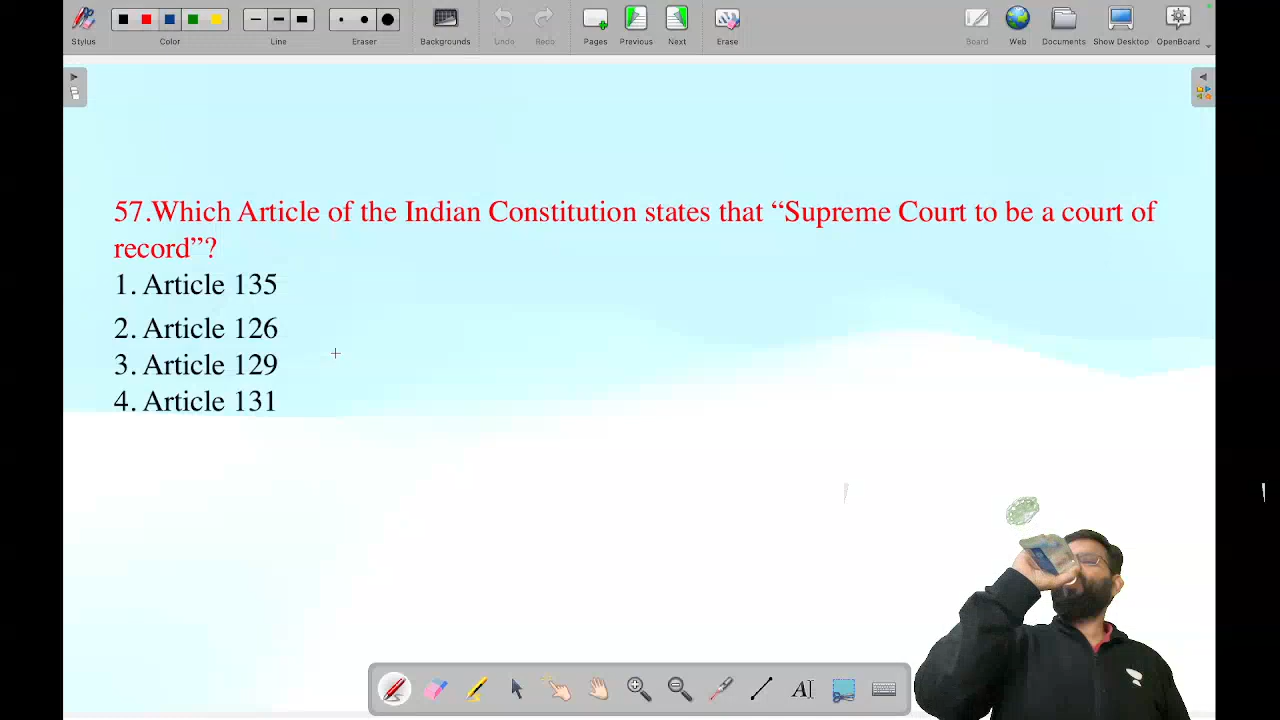 Stylus
Color
Line
Eraser
Backgrounds
Undo
Redo
Pages
Previous
Next
Erase
Board
Web
Documents
Show Desktop
OpenBoard
57.Which Article of the Indian Constitution states that “Supreme Court to be a court of
record”?
1. Article 135
2. Article 126
3. Article 129
4. Article 131